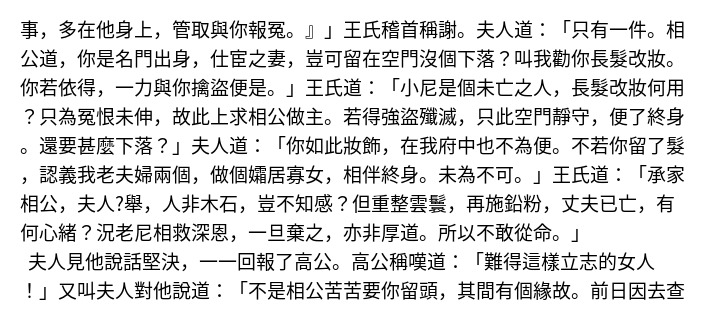 事，多在他身上，管取與你報冤。』」王氏稽首稱謝。夫人道：「只有一件。相
公道，你是名門出身，仕宦之妻，豈可留在空門沒個下落？叫我勸你長髮改妝。
你若依得，一力與你擒盜便是。」王氏道：「小尼是個未亡之人，長髮改妝何用
？只為冤恨未伸，故此上求相公做主。若得強盜殲滅，只此空門靜守，便了終身
。還要甚麼下落？」夫人道：「你如此妝飾，在我府中也不為便。不若你留了髮
，認義我老夫婦兩個，做個孀居寡女，相伴終身。未為不可。」王氏道：「承家
相公，夫人?舉，人非木石，豈不知感？但重整雲鬟，再施鉛粉，丈夫已亡，有
何心緒？況老尼相救深恩，一旦棄之，亦非厚道。所以不敢從命。」
夫人見他說話堅決，一一回報了高公。高公稱嘆道：「難得這樣立志的女人
！」又叫夫人對他說道：「不是相公苦苦要你留頭，其間有個緣故。前日因去查